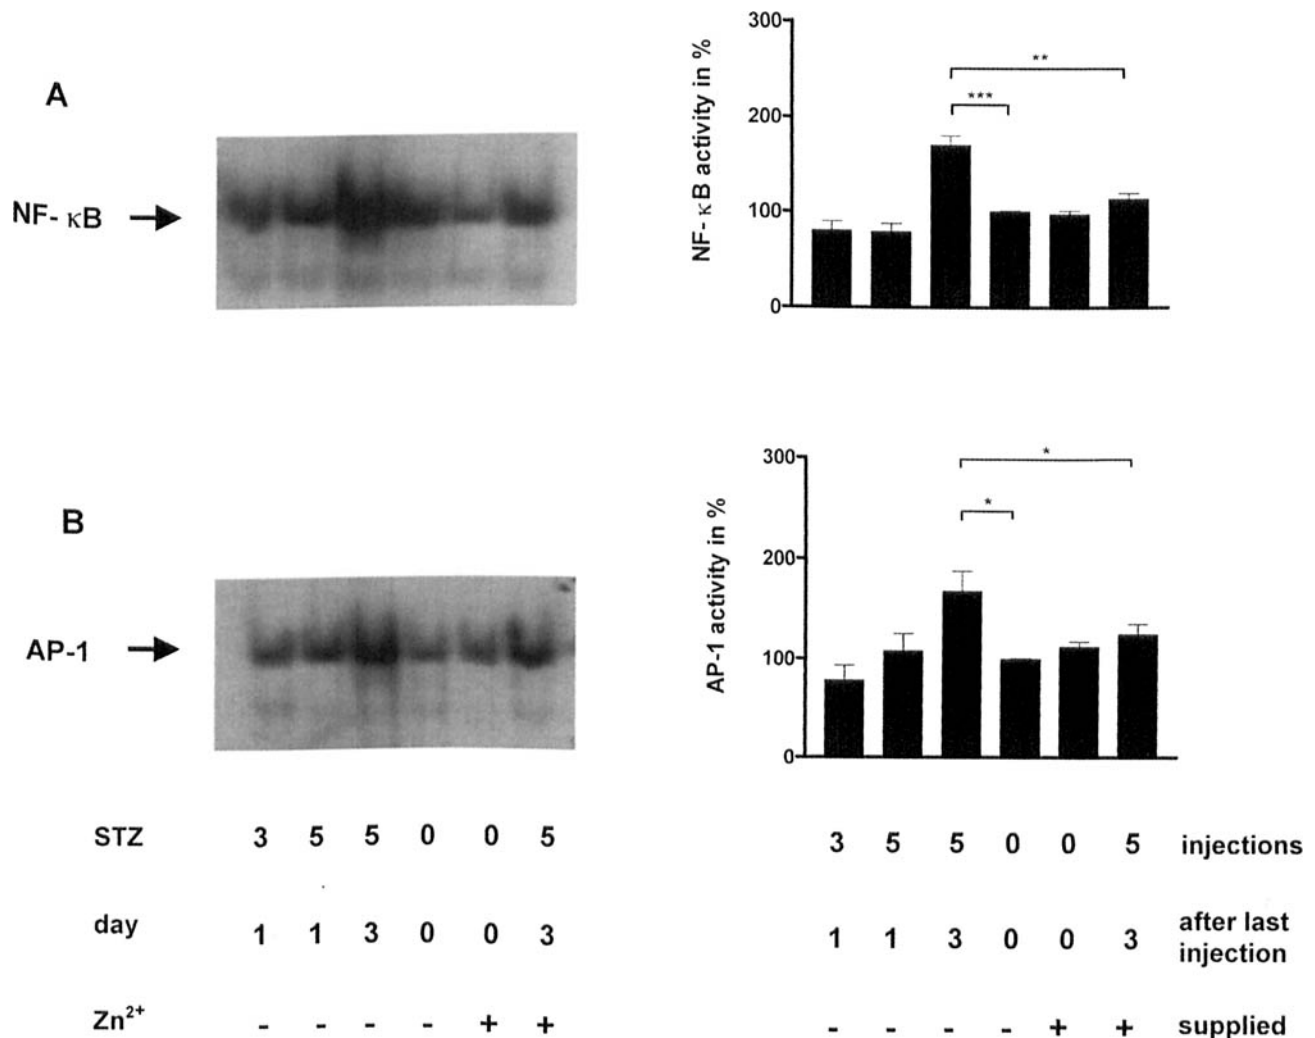 A
NF- κB
NF- κB activity in %
300
200
100
0
**
***
B
AP-1
AP-1 activity in %
300
200
100
0
*
*
STZ 3 5 5 0 0 5
3 5 5 0 0 5 injections
day 1 1 3 0 0 3
1 1 3 0 0 3 after last injection
Zn2+ - - - - + +
- - - - + + supplied